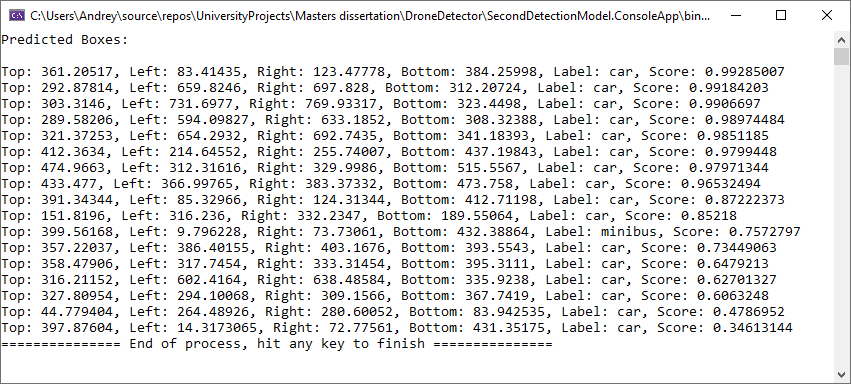 C:\Users\Andrey\source\repos\UniversityProjects\Masters dissertation\DroneDetector\SecondDetectionModel.ConsoleApp\bin...
Predicted Boxes:
Top: 361.20517, Left: 83.41435, Right: 123.47778, Bottom: 384.25998, Label: car, Score: 0.99285007
Top: 292.87814, Left: 659.8246, Right: 697.828, Bottom: 312.20724, Label: car, Score: 0.99184203
Top: 303.3146, Left: 731.6977, Right: 769.93317, Bottom: 323.4498, Label: car, Score: 0.9906697
Top: 289.58206, Left: 594.09827, Right: 633.1852, Bottom: 308.32388, Label: car, Score: 0.98974484
Top: 321.37253, Left: 654.2932, Right: 692.7435, Bottom: 341.18393, Label: car, Score: 0.9851185
Top: 412.3634, Left: 214.64552, Right: 255.74007, Bottom: 437.19843, Label: car, Score: 0.9799448
Top: 474.9663, Left: 312.31616, Right: 329.9986, Bottom: 515.5567, Label: car, Score: 0.97971344
Top: 433.477, Left: 366.99765, Right: 383.37332, Bottom: 473.758, Label: car, Score: 0.96532494
Top: 391.34344, Left: 85.32966, Right: 124.31344, Bottom: 412.71198, Label: car, Score: 0.87222373
Top: 151.8196, Left: 316.236, Right: 332.2347, Bottom: 189.55064, Label: car, Score: 0.85218
Top: 399.56168, Left: 9.796228, Right: 73.73061, Bottom: 432.38864, Label: minibus, Score: 0.7572797
Top: 357.22037, Left: 386.40155, Right: 403.1676, Bottom: 393.5543, Label: car, Score: 0.73449063
Top: 358.47906, Left: 317.7454, Right: 333.31454, Bottom: 395.3111, Label: car, Score: 0.6479213
Top: 316.21152, Left: 602.4164, Right: 638.48584, Bottom: 335.9238, Label: car, Score: 0.62701327
Top: 327.80954, Left: 294.10068, Right: 309.1566, Bottom: 367.7419, Label: car, Score: 0.6063248
Top: 44.779404, Left: 264.48926, Right: 280.60052, Bottom: 83.942535, Label: car, Score: 0.4786952
Top: 397.87604, Left: 14.3173065, Right: 72.77561, Bottom: 431.35175, Label: car, Score: 0.34613144
=============== End of process, hit any key to finish ===============